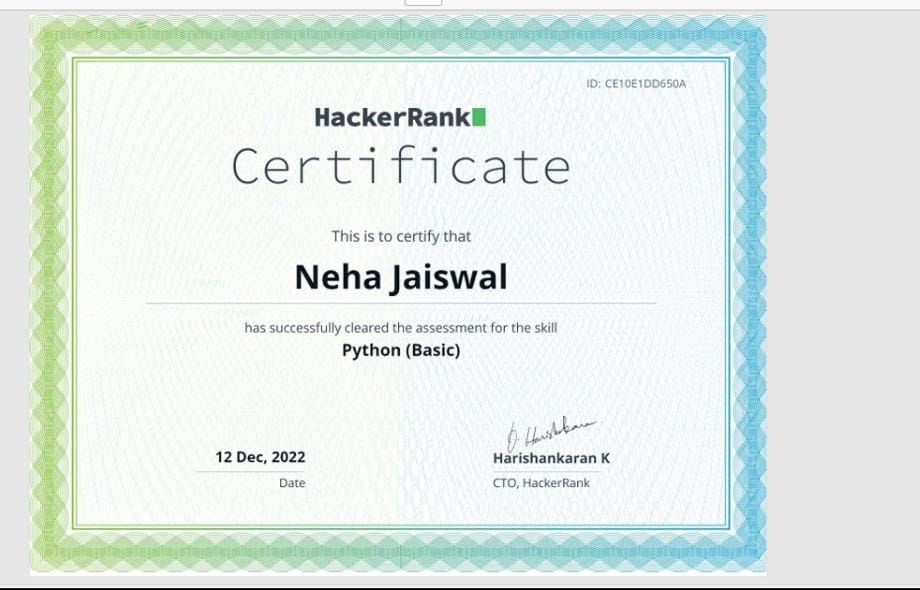 ID: CE10E1DD650A
HackerRank
Certificate
This is to certify that
Neha Jaiswal
has successfully cleared the assessment for the skill
Python (Basic)
12 Dec, 2022
Date
Harishankaran K
CTO, HackerRank